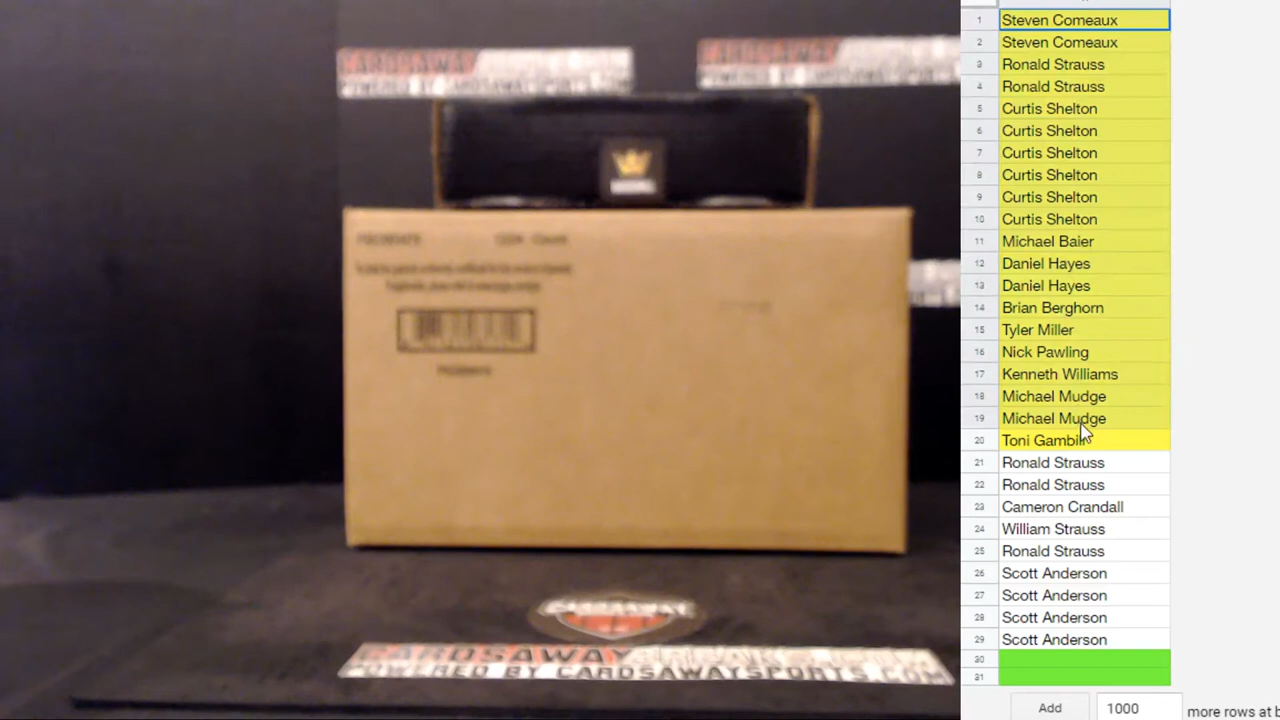 CARDSAWAY
POWERED BY CARDSAWAYSPORTS.COM
1 Steven Comeaux
2 Steven Comeaux
3 Ronald Strauss
4 Ronald Strauss
5 Curtis Shelton
6 Curtis Shelton
7 Curtis Shelton
8 Curtis Shelton
9 Curtis Shelton
10 Curtis Shelton
11 Michael Baier
12 Daniel Hayes
13 Daniel Hayes
14 Brian Berghorn
15 Tyler Miller
16 Nick Pawling
17 Kenneth Williams
18 Michael Mudge
19 Michael Mudge
20 Toni Gambill
21 Ronald Strauss
22 Ronald Strauss
23 Cameron Crandall
24 William Strauss
25 Ronald Strauss
26 Scott Anderson
27 Scott Anderson
28 Scott Anderson
29 Scott Anderson
30
31
Add 1000 more rows at b